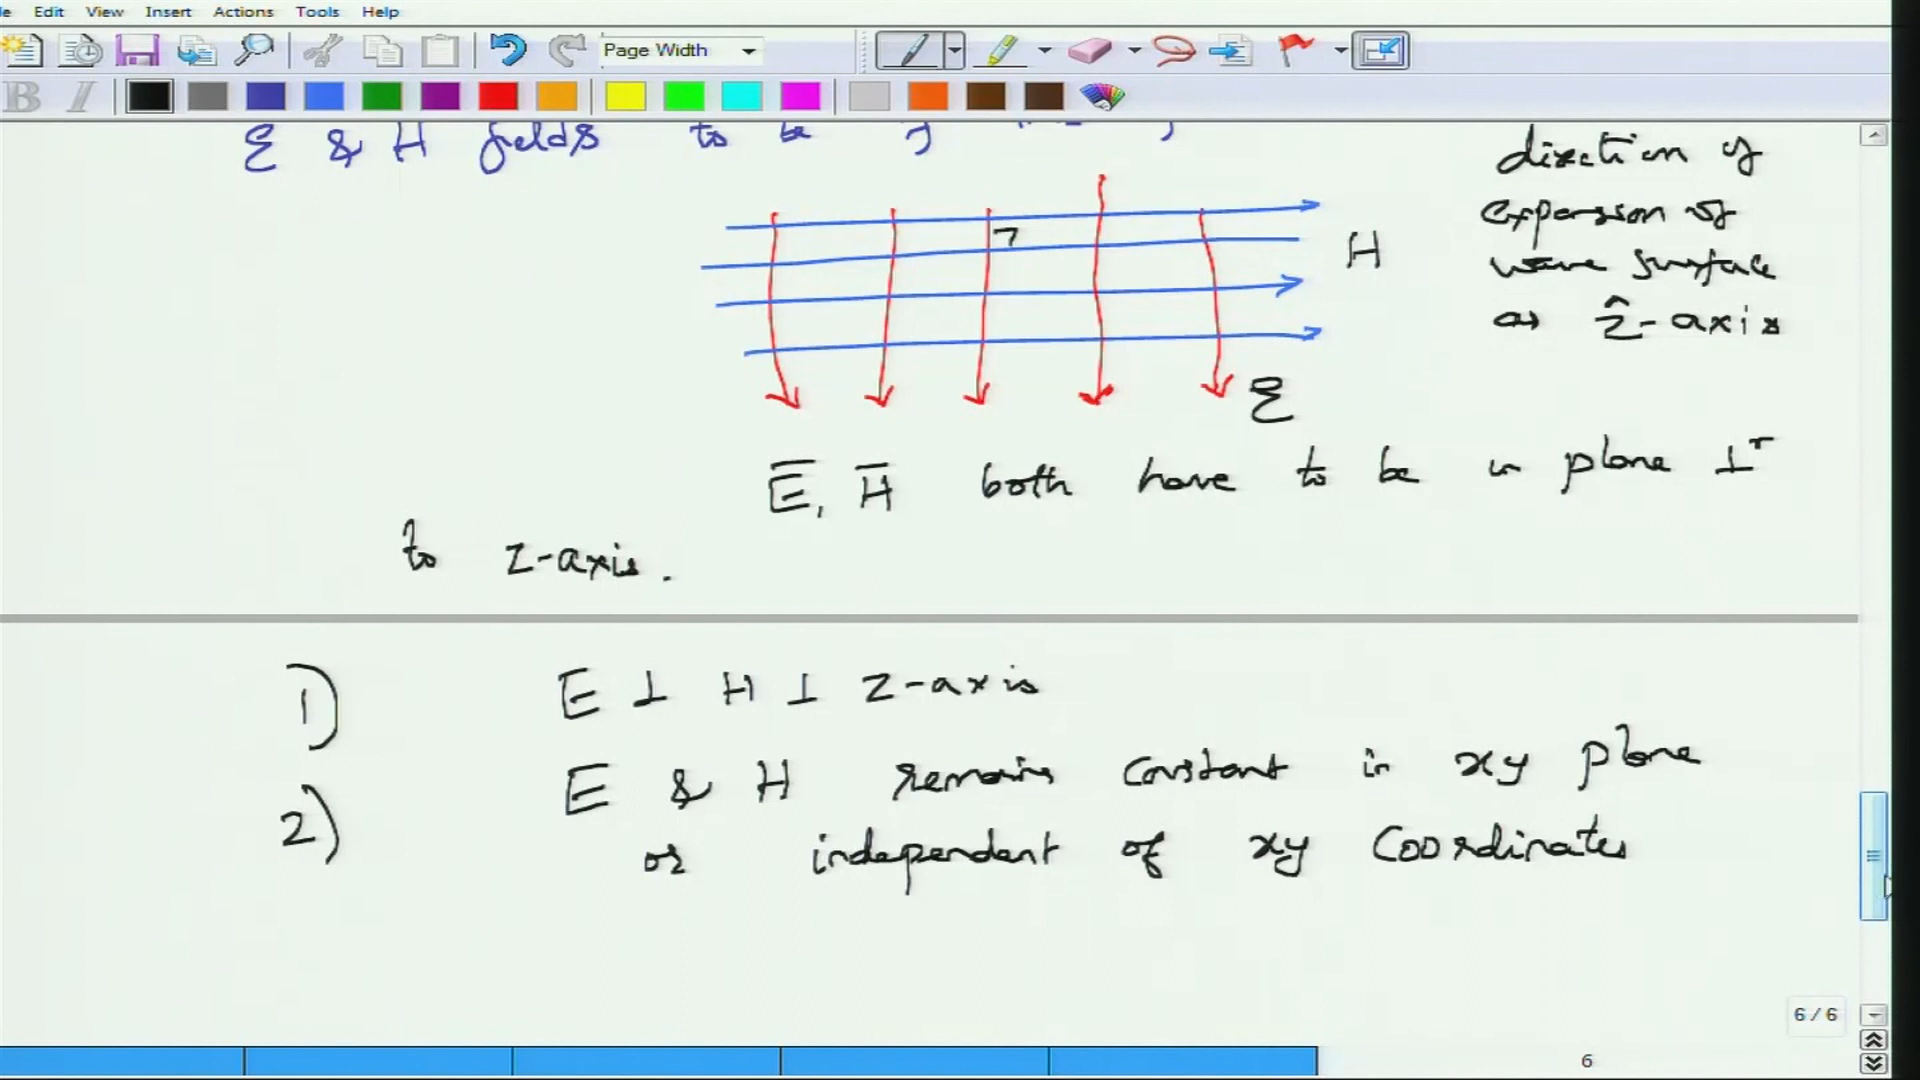 Edit View Insert Actions Tools Help
Page Width
B I
E & H fields to be
direction of
expansion of
wave surface
as ẑ-axis
H
E
E̅, H̅ both have to be in plane ⊥r
to z-axis.
1) E ⊥ H ⊥ z-axis
2) E & H remains constant in xy plane
or independent of xy coordinates
6 / 6
6